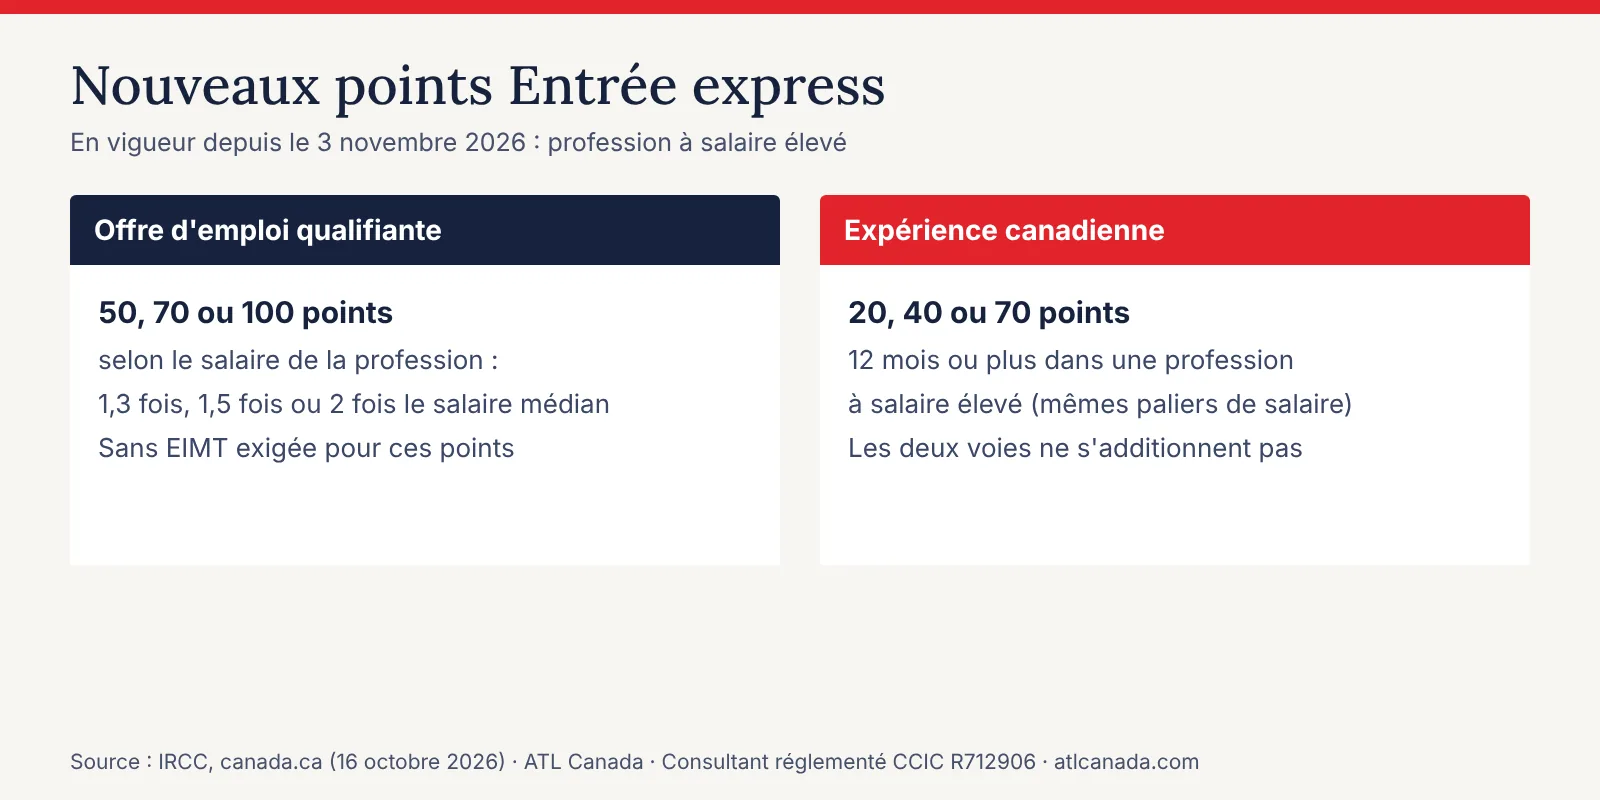 Nouveaux points Entrée express
En vigueur depuis le 3 novembre 2026 : profession à salaire élevé
Offre d'emploi qualifiante
50, 70 ou 100 points
selon le salaire de la profession :
1,3 fois, 1,5 fois ou 2 fois le salaire médian
Sans EIMT exigée pour ces points
Expérience canadienne
20, 40 ou 70 points
12 mois ou plus dans une profession
à salaire élevé (mêmes paliers de salaire)
Les deux voies ne s'additionnent pas
Source : IRCC, canada.ca (16 octobre 2026) · ATL Canada · Consultant réglementé CCIC R712906 · atlcanada.com